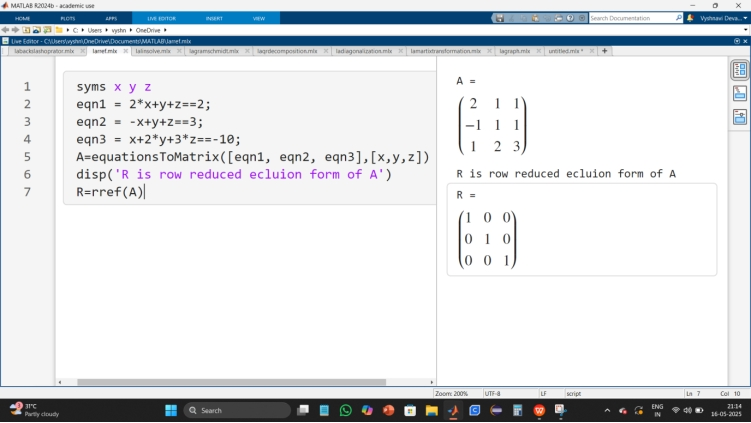 MATLAB R2024b - academic use
HOME PLOTS APPS LIVE EDITOR INSERT VIEW Search Documentation Vyshnavi Deva...
C: Users vyshn OneDrive
Live Editor - C:\Users\vyshn\OneDrive\Documents\MATLAB\larref.mlx
labackslashoprator.mlx larref.mlx lalinsolve.mlx lagramschmidt.mlx laqrdecomposition.mlx ladiagonalization.mlx lamartixtransformation.mlx lagraph.mlx untitled.mlx * +
1 syms x y z
2 eqn1 = 2*x+y+z==2;
3 eqn2 = -x+y+z==3;
4 eqn3 = x+2*y+3*z==-10;
5 A=equationsToMatrix([eqn1, eqn2, eqn3],[x,y,z])
6 disp('R is row reduced ecluion form of A')
7 R=rref(A)
A =
2 1 1
−1 1 1
1 2 3
R is row reduced ecluion form of A
R =
1 0 0
0 1 0
0 0 1
Zoom: 200% UTF-8 LF script Ln 7 Col 10
31°C
Partly cloudy
Search
ENG
IN
21:14
16-05-2025